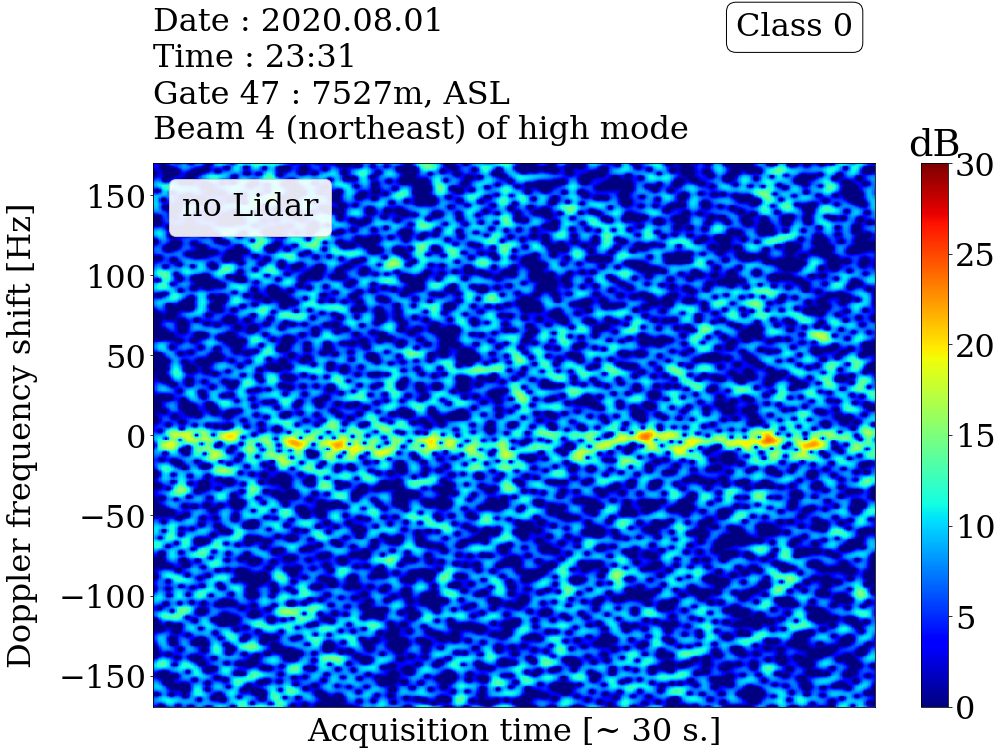 Date : 2020.08.01
Time : 23:31
Gate 47 : 7527m, ASL
Beam 4 (northeast) of high mode
Class 0
no Lidar
dB
30
25
20
15
10
5
0
Doppler frequency shift [Hz]
150
100
50
0
−50
−100
−150
Acquisition time [~ 30 s.]